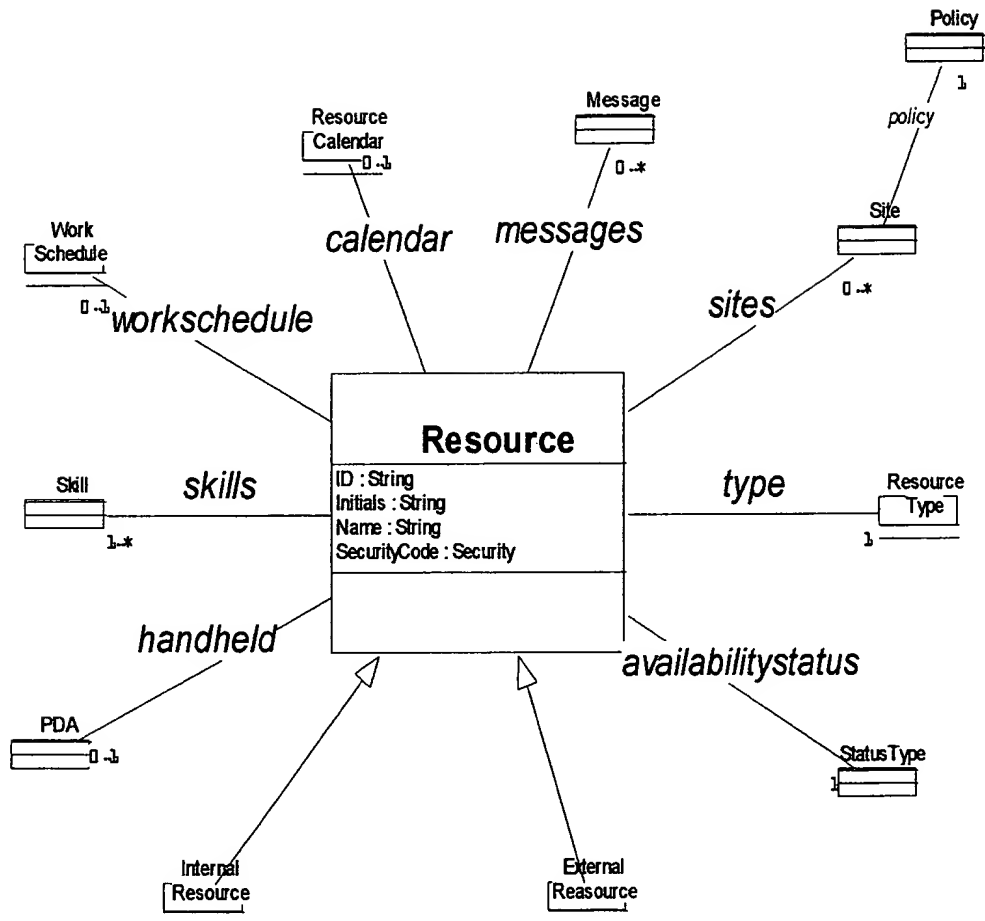 Policy
1
policy
Message
0..*
Resource
Calendar
0..1
Site
0..*
Work
Schedule
0..1
calendar
messages
sites
workschedule
Resource
ID : String
Initials : String
Name : String
SecurityCode : Security
Skill
1..*
skills
type
Resource
Type
1
handheld
availabilitystatus
PDA
0..1
StatusType
1
Internal
Resource
External
Reasource